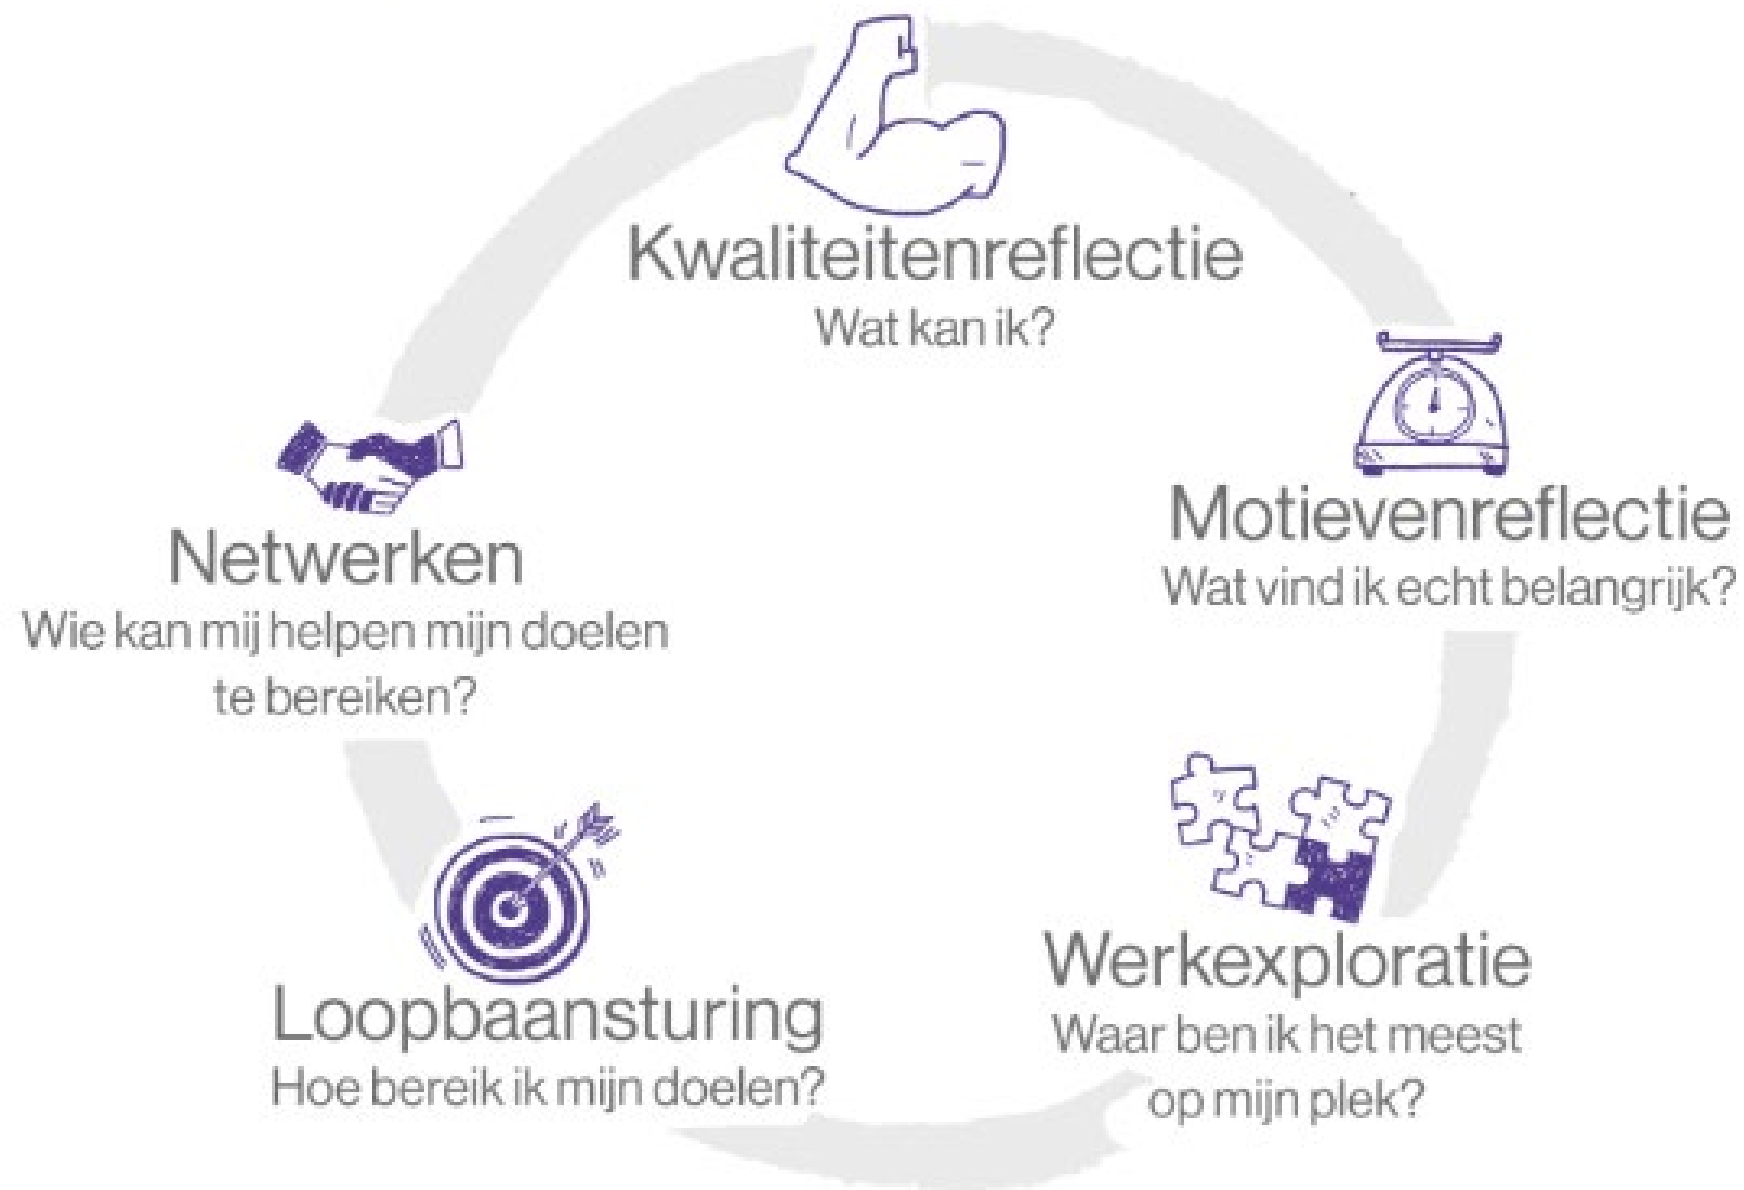 Kwaliteitenreflectie
Wat kan ik?
Motievenreflectie
Wat vind ik echt belangrijk?
Werkexploratie
Waar ben ik het meest
op mijn plek?
Loopbaansturing
Hoe bereik ik mijn doelen?
Netwerken
Wie kan mij helpen mijn doelen
te bereiken?